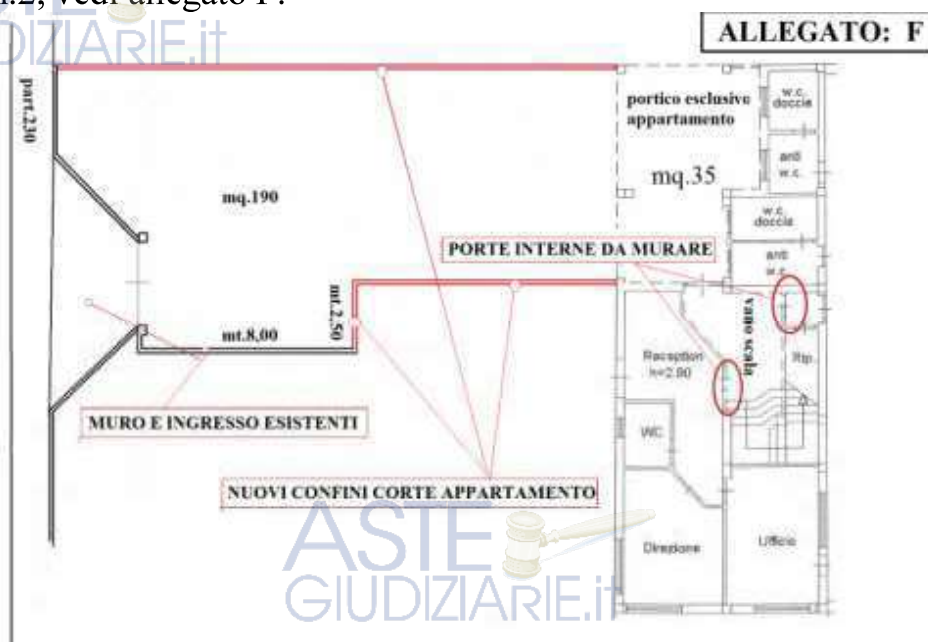 n.2, vedi allegato F.
ALLEGATO: F
part.230
portico esclusivo
appartamento
w.c.
doccia
anti
w.c.
mq.190
mq.35
w.c.
doccia
PORTE INTERNE DA MURARE
anti
w.c.
mt.2,50
vano scala
mt.8,00
Reception
h=2.80
Rip.
MURO E INGRESSO ESISTENTI
WC
NUOVI CONFINI CORTE APPARTAMENTO
Direzione
Ufficio
ASTE
GIUDIZIARIE.it